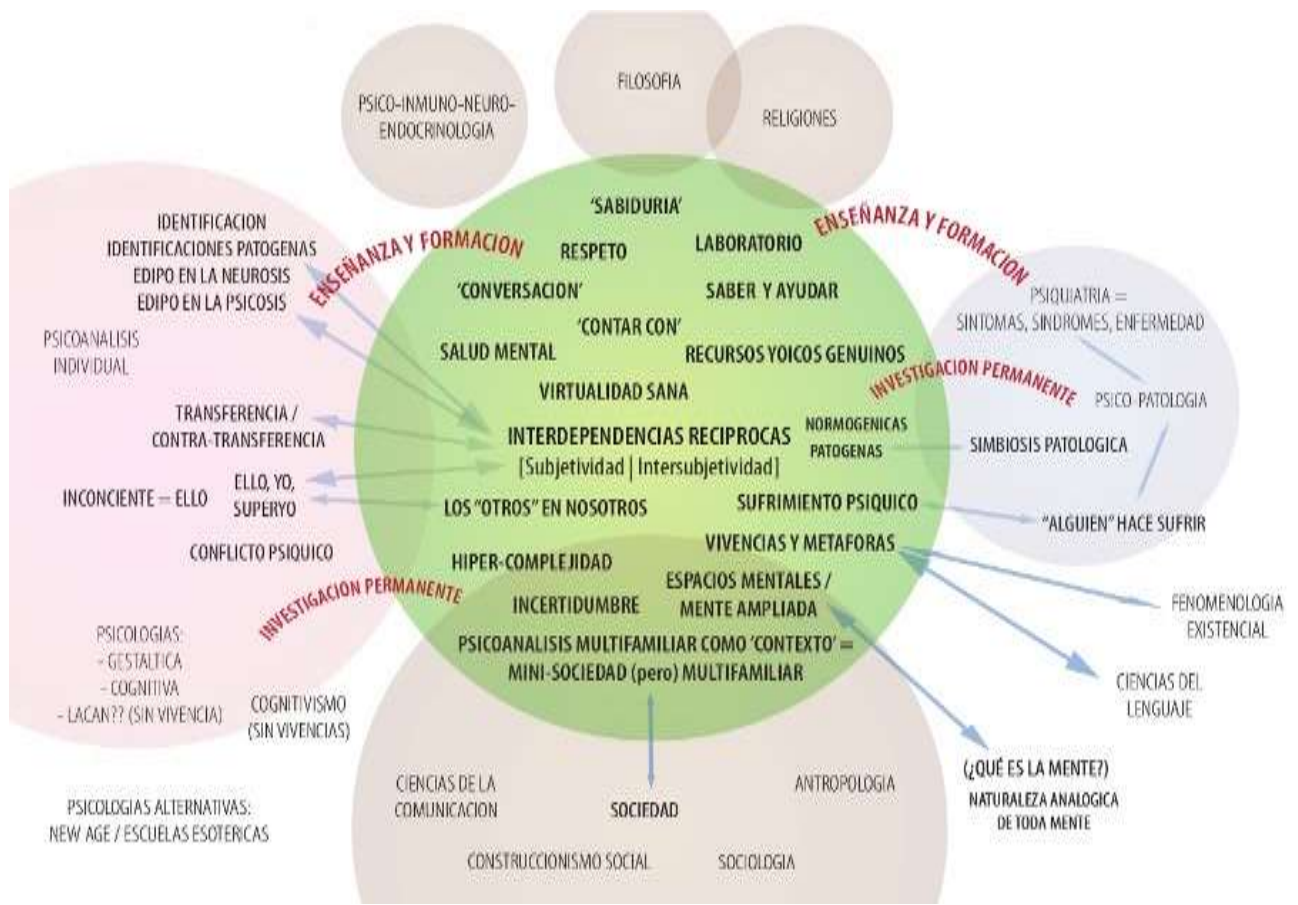 PSICO-INMUNO-NEURO-
ENDOCRINOLOGIA
FILOSOFIA
RELIGIONES
IDENTIFICACION
IDENTIFICACIONES PATOGENAS
EDIPO EN LA NEUROSIS
EDIPO EN LA PSICOSIS
ENSEÑANZA Y FORMACION
PSICOANALISIS
INDIVIDUAL
TRANSFERENCIA /
CONTRA-TRANSFERENCIA
INCONCIENTE = ELLO
ELLO, YO,
SUPERYO
CONFLICTO PSIQUICO
INVESTIGACION PERMANENTE
PSICOLOGIAS:
- GESTALTICA
- COGNITIVA
- LACAN?? (SIN VIVENCIA)
COGNITIVISMO
(SIN VIVENCIAS)
PSICOLOGIAS ALTERNATIVAS:
NEW AGE / ESCUELAS ESOTERICAS
'SABIDURIA'
RESPETO
LABORATORIO
'CONVERSACION'
SABER Y AYUDAR
'CONTAR CON'
SALUD MENTAL
RECURSOS YOICOS GENUINOS
VIRTUALIDAD SANA
INTERDEPENDENCIAS RECIPROCAS
[Subjetividad | Intersubjetividad]
NORMOGENICAS
PATOGENAS
LOS "OTROS" EN NOSOTROS
SUFRIMIENTO PSIQUICO
VIVENCIAS Y METAFORAS
HIPER-COMPLEJIDAD
ESPACIOS MENTALES /
MENTE AMPLIADA
INCERTIDUMBRE
PSICOANALISIS MULTIFAMILIAR COMO 'CONTEXTO' =
MINI-SOCIEDAD (pero) MULTIFAMILIAR
ENSEÑANZA Y FORMACION
PSIQUIATRIA =
SINTOMAS, SINDROMES, ENFERMEDAD
INVESTIGACION PERMANENTE
PSICO-PATOLOGIA
SIMBIOSIS PATOLOGICA
"ALGUIEN" HACE SUFRIR
FENOMENOLOGIA
EXISTENCIAL
CIENCIAS DEL
LENGUAJE
(¿QUÉ ES LA MENTE?)
NATURALEZA ANALOGICA
DE TODA MENTE
CIENCIAS DE LA
COMUNICACION
SOCIEDAD
ANTROPOLOGIA
CONSTRUCCIONISMO SOCIAL
SOCIOLOGIA